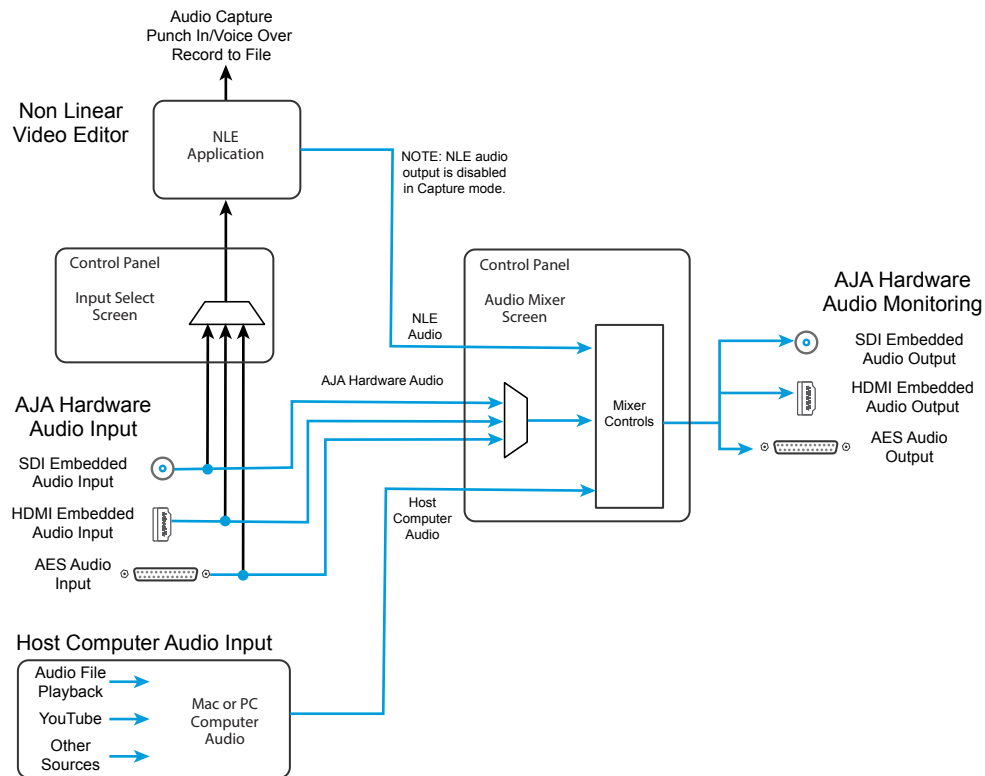 Audio Capture
Punch In/Voice Over
Record to File
Non Linear
Video Editor
NLE
Application
NOTE: NLE audio
output is disabled
in Capture mode.
Control Panel
Input Select
Screen
Control Panel
Audio Mixer
Screen
NLE
Audio
AJA Hardware Audio
Mixer
Controls
Host
Computer
Audio
AJA Hardware
Audio Monitoring
SDI Embedded
Audio Output
HDMI Embedded
Audio Output
AES Audio
Output
AJA Hardware
Audio Input
SDI Embedded
Audio Input
HDMI Embedded
Audio Input
AES Audio
Input
Host Computer Audio Input
Audio File
Playback
YouTube
Other
Sources
Mac or PC
Computer
Audio